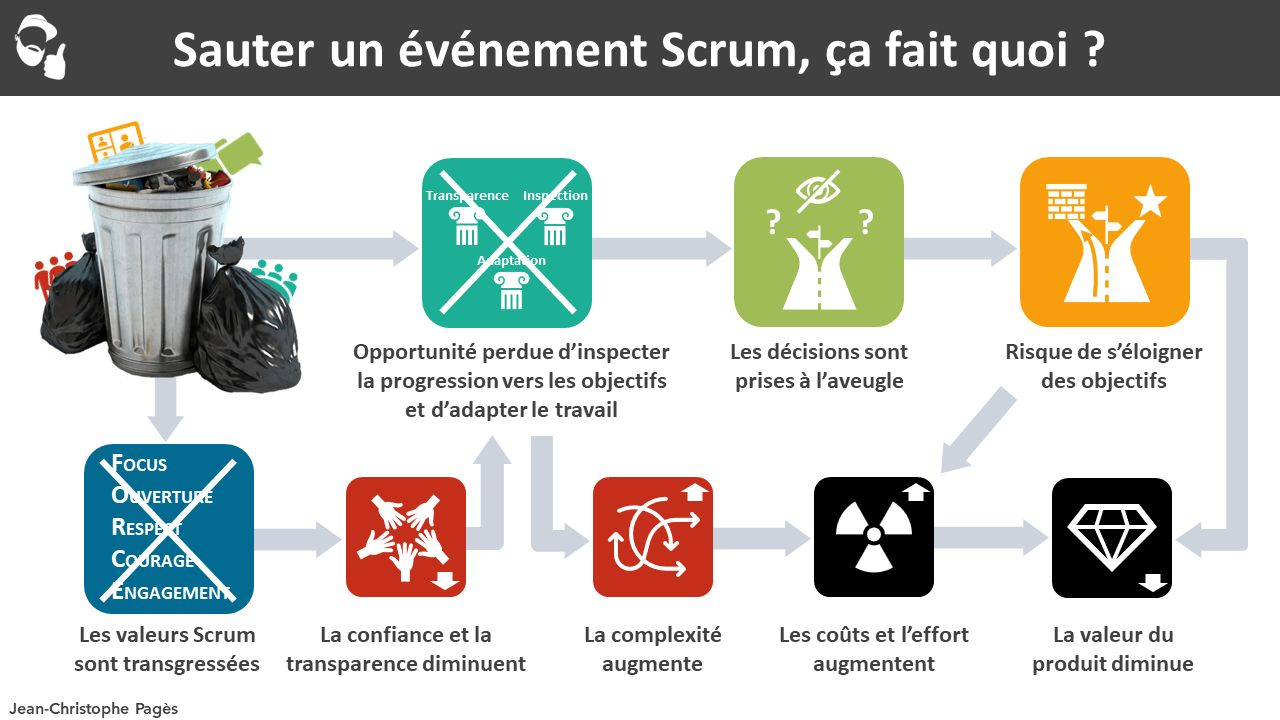 Sauter un événement Scrum, ça fait quoi ?
Transparence Inspection
Adaptation
? ?
Opportunité perdue d’inspecter
la progression vers les objectifs
et d’adapter le travail
Les décisions sont
prises à l’aveugle
Risque de s’éloigner
des objectifs
FOCUS
OUVERTURE
RESPECT
COURAGE
ENGAGEMENT
Les valeurs Scrum
sont transgressées
La confiance et la
transparence diminuent
La complexité
augmente
Les coûts et l’effort
augmentent
La valeur du
produit diminue
Jean-Christophe Pagès